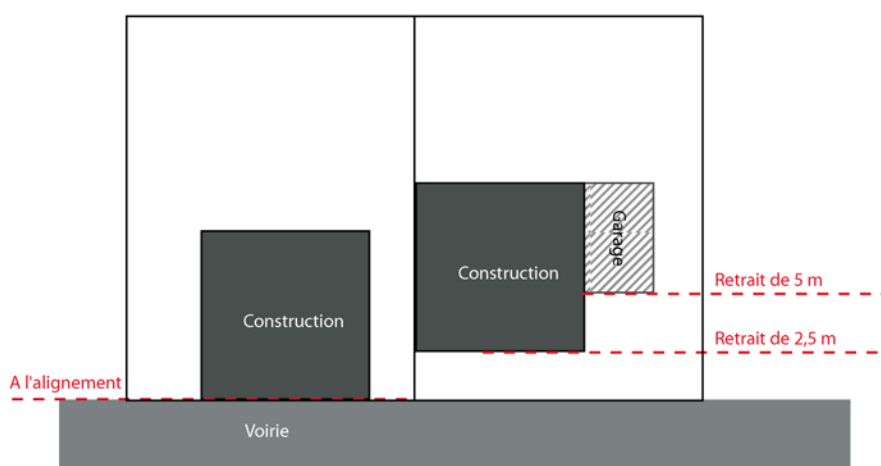 Garage
Construction
Retrait de 5 m
Construction
Retrait de 2,5 m
A l'alignement
Voirie